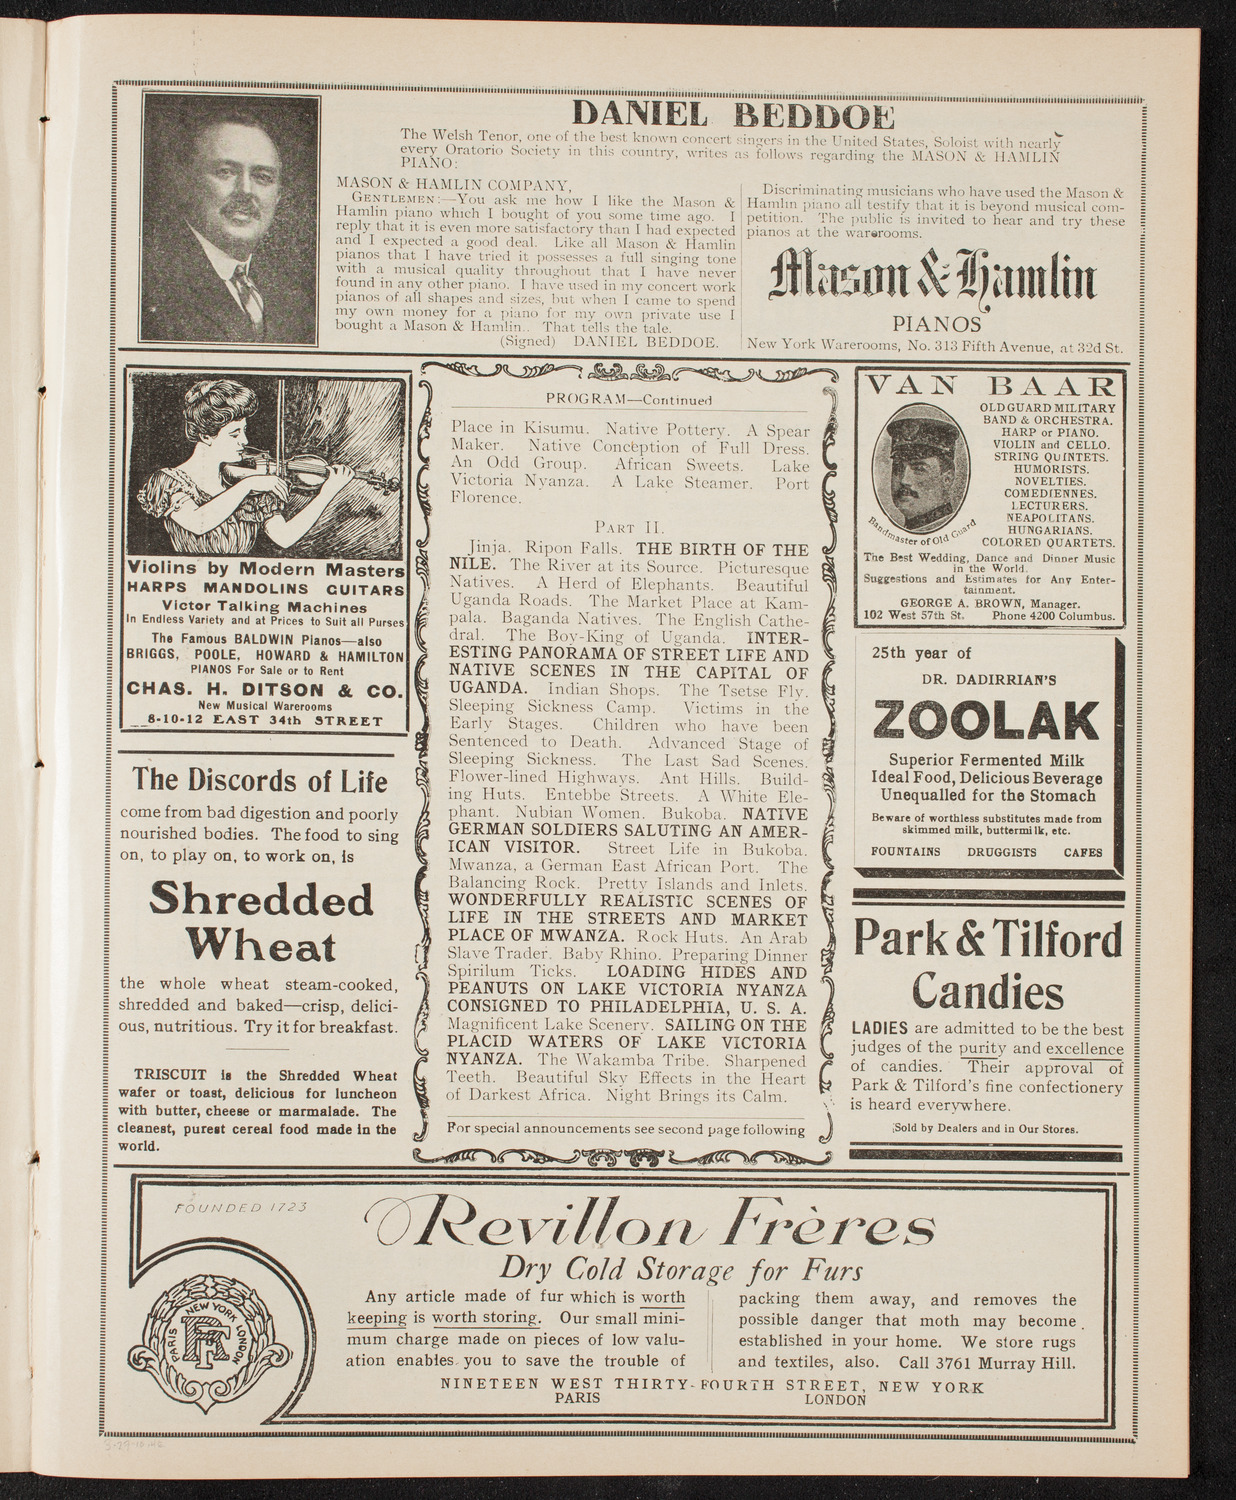 DANIEL BEDDOE
The Welsh Tenor, one of the best known concert singers in the United States, Soloist with nearly
every Oratorio Society in this country, writes as follows regarding the MASON & HAMLIN
PIANO:
MASON & HAMLIN COMPANY,
GENTLEMEN:—You ask me how I like the Mason &
Hamlin piano which I bought of you some time ago. I
reply that it is even more satisfactory than I had expected
and I expected a good deal. Like all Mason & Hamlin
pianos that I have tried it possesses a full singing tone
with a musical quality throughout that I have never
found in any other piano. I have used in my concert work
pianos of all shapes and sizes, but when I came to spend
my own money for a piano for my own private use I
bought a Mason & Hamlin.. That tells the tale.
(Signed) DANIEL BEDDOE.
Discriminating musicians who have used the Mason &
Hamlin piano all testify that it is beyond musical com-
petition. The public is invited to hear and try these
pianos at the warerooms.
Mason & Hamlin
PIANOS
New York Warerooms, No. 313 Fifth Avenue, at 32d St.
Violins by Modern Masters
HARPS MANDOLINS GUITARS
Victor Talking Machines
In Endless Variety and at Prices to Suit all Purses
The Famous BALDWIN Pianos—also
BRIGGS, POOLE, HOWARD & HAMILTON
PIANOS For Sale or to Rent
CHAS. H. DITSON & CO.
New Musical Warerooms
8-10-12 EAST 34th STREET
The Discords of Life
come from bad digestion and poorly
nourished bodies. The food to sing
on, to play on, to work on, is
Shredded
Wheat
the whole wheat steam-cooked,
shredded and baked—crisp, delici-
ous, nutritious. Try it for breakfast.
TRISCUIT is the Shredded Wheat
wafer or toast, delicious for luncheon
with butter, cheese or marmalade. The
cleanest, purest cereal food made in the
world.
PROGRAM—Continued
Place in Kisumu. Native Pottery. A Spear
Maker. Native Conception of Full Dress.
An Odd Group. African Sweets. Lake
Victoria Nyanza. A Lake Steamer. Port
Florence.
PART II.
Jinja. Ripon Falls. THE BIRTH OF THE
NILE. The River at its Source. Picturesque
Natives. A Herd of Elephants. Beautiful
Uganda Roads. The Market Place at Kam-
pala. Baganda Natives. The English Cathe-
dral. The Boy-King of Uganda. INTER-
ESTING PANORAMA OF STREET LIFE AND
NATIVE SCENES IN THE CAPITAL OF
UGANDA. Indian Shops. The Tsetse Fly.
Sleeping Sickness Camp. Victims in the
Early Stages. Children who have been
Sentenced to Death. Advanced Stage of
Sleeping Sickness. The Last Sad Scenes.
Flower-lined Highways. Ant Hills. Build-
ing Huts. Entebbe Streets. A White Ele-
phant. Nubian Women. Bukoba. NATIVE
GERMAN SOLDIERS SALUTING AN AMER-
ICAN VISITOR. Street Life in Bukoba.
Mwanza, a German East African Port. The
Balancing Rock. Pretty Islands and Inlets.
WONDERFULLY REALISTIC SCENES OF
LIFE IN THE STREETS AND MARKET
PLACE OF MWANZA. Rock Huts. An Arab
Slave Trader. Baby Rhino. Preparing Dinner
Spirilum Ticks. LOADING HIDES AND
PEANUTS ON LAKE VICTORIA NYANZA
CONSIGNED TO PHILADELPHIA, U. S. A.
Magnificent Lake Scenery. SAILING ON THE
PLACID WATERS OF LAKE VICTORIA
NYANZA. The Wakamba Tribe. Sharpened
Teeth. Beautiful Sky Effects in the Heart
of Darkest Africa. Night Brings its Calm.
For special announcements see second page following
VAN BAAR
Bandmaster of Old Guard
OLD GUARD MILITARY
BAND & ORCHESTRA.
HARP or PIANO.
VIOLIN and CELLO.
STRING QUINTETS.
HUMORISTS.
NOVELTIES.
COMEDIENNES.
LECTURERS.
NEAPOLITANS.
HUNGARIANS.
COLORED QUARTETS.
The Best Wedding, Dance and Dinner Music
in the World.
Suggestions and Estimates for Any Enter-
tainment.
GEORGE A. BROWN, Manager.
102 West 57th St. Phone 4200 Columbus.
25th year of
DR. DADIRRIAN'S
ZOOLAK
Superior Fermented Milk
Ideal Food, Delicious Beverage
Unequalled for the Stomach
Beware of worthless substitutes made from
skimmed milk, buttermilk, etc.
FOUNTAINS DRUGGISTS CAFES
Park & Tilford
Candies
LADIES are admitted to be the best
judges of the purity and excellence
of candies. Their approval of
Park & Tilford's fine confectionery
is heard everywhere.
Sold by Dealers and in Our Stores.
FOUNDED 1723
PARIS NEW YORK LONDON
RF
Revillon Frères
Dry Cold Storage for Furs
Any article made of fur which is worth
keeping is worth storing. Our small mini-
mum charge made on pieces of low valu-
ation enables you to save the trouble of
packing them away, and removes the
possible danger that moth may become
established in your home. We store rugs
and textiles, also. Call 3761 Murray Hill.
NINETEEN WEST THIRTY-FOURTH STREET, NEW YORK
PARIS LONDON